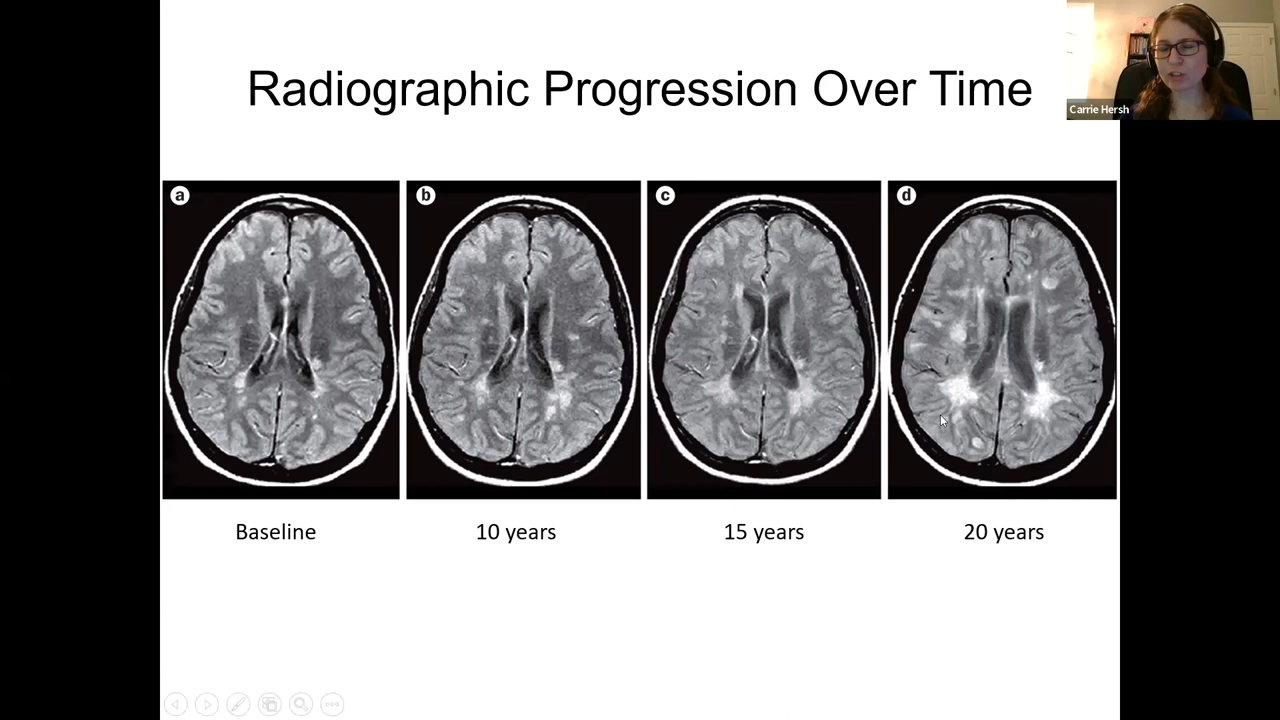 Radiographic Progression Over Time
Carrie Hersh
a
b
c
d
Baseline
10 years
15 years
20 years